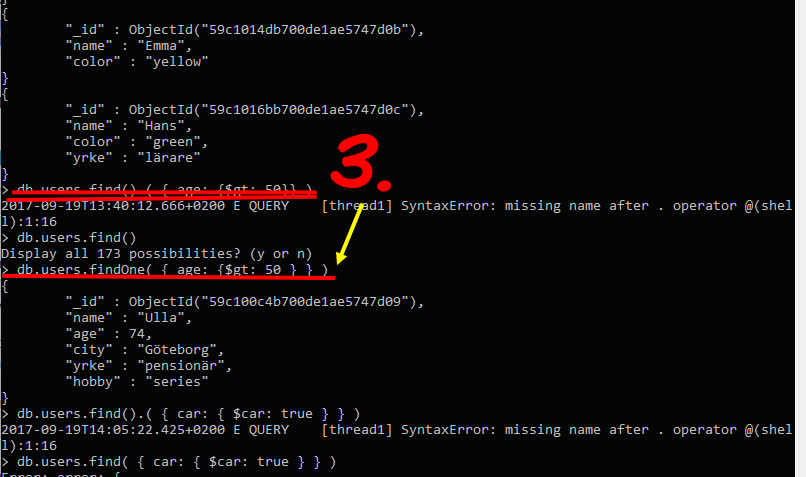 }
{
"_id" : ObjectId("59c1014db700de1ae5747d0b"),
"name" : "Emma",
"color" : "yellow"
}
{
"_id" : ObjectId("59c1016bb700de1ae5747d0c"),
"name" : "Hans",
"color" : "green",
"yrke" : "lärare"
}
3.
> db.users.find() ( { age: {$gt: 50}} )
2017-09-19T13:40:12.666+0200 E QUERY [thread1] SyntaxError: missing name after . operator @(shel
l):1:16
> db.users.find()
Display all 173 possibilities? (y or n)
> db.users.findOne( { age: {$gt: 50 } } )
{
"_id" : ObjectId("59c100c4b700de1ae5747d09"),
"name" : "Ulla",
"age" : 74,
"city" : "Göteborg",
"yrke" : "pensionär",
"hobby" : "series"
}
> db.users.find().( { car: { $car: true } } )
2017-09-19T14:05:22.425+0200 E QUERY [thread1] SyntaxError: missing name after . operator @(shel
l):1:16
> db.users.find( { car: { $car: true } } )
Error: error: {